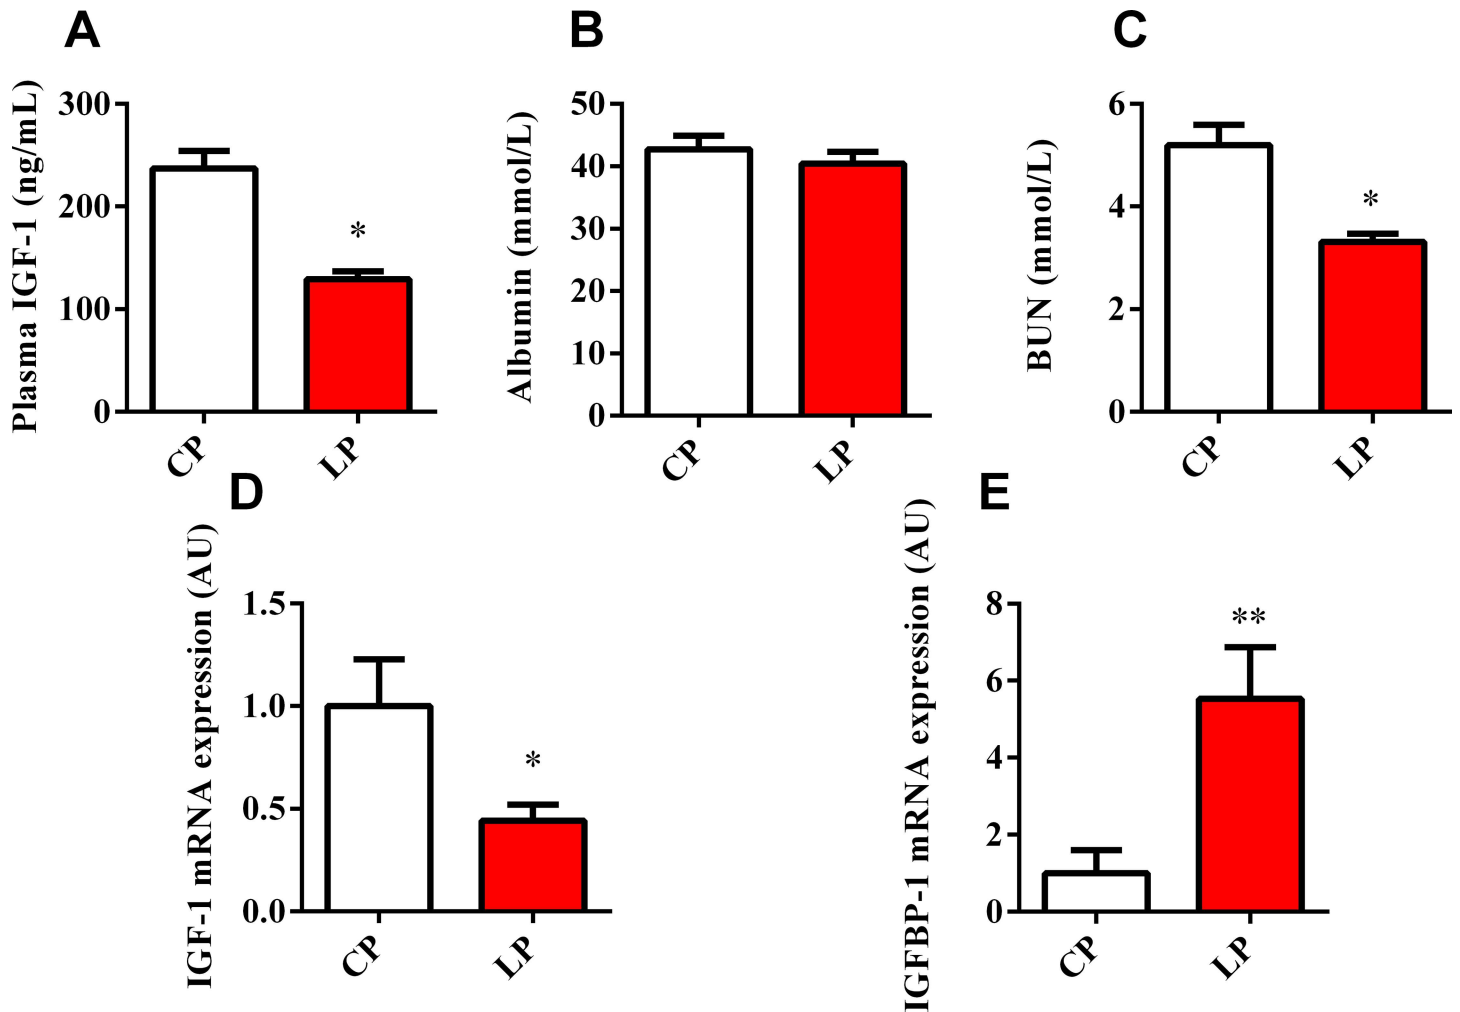 A
Plasma IGF-1 (ng/mL)
300
200
100
0
*
CP
LP
B
Albumin (mmol/L)
50
40
30
20
10
0
CP
LP
C
BUN (mmol/L)
6
4
2
0
*
CP
LP
D
IGF-1 mRNA expression (AU)
1.5
1.0
0.5
0.0
*
CP
LP
E
IGFBP-1 mRNA expression (AU)
8
6
4
2
0
**
CP
LP